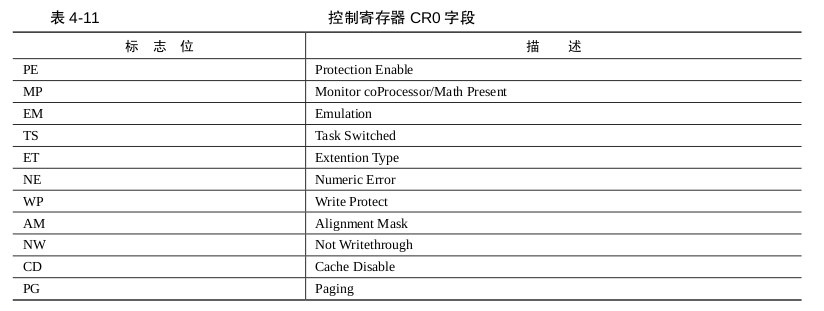 表 4-11 控制寄存器 CR0 字段
标 志 位 描 述
PE Protection Enable
MP Monitor coProcessor/Math Present
EM Emulation
TS Task Switched
ET Extention Type
NE Numeric Error
WP Write Protect
AM Alignment Mask
NW Not Writethrough
CD Cache Disable
PG Paging